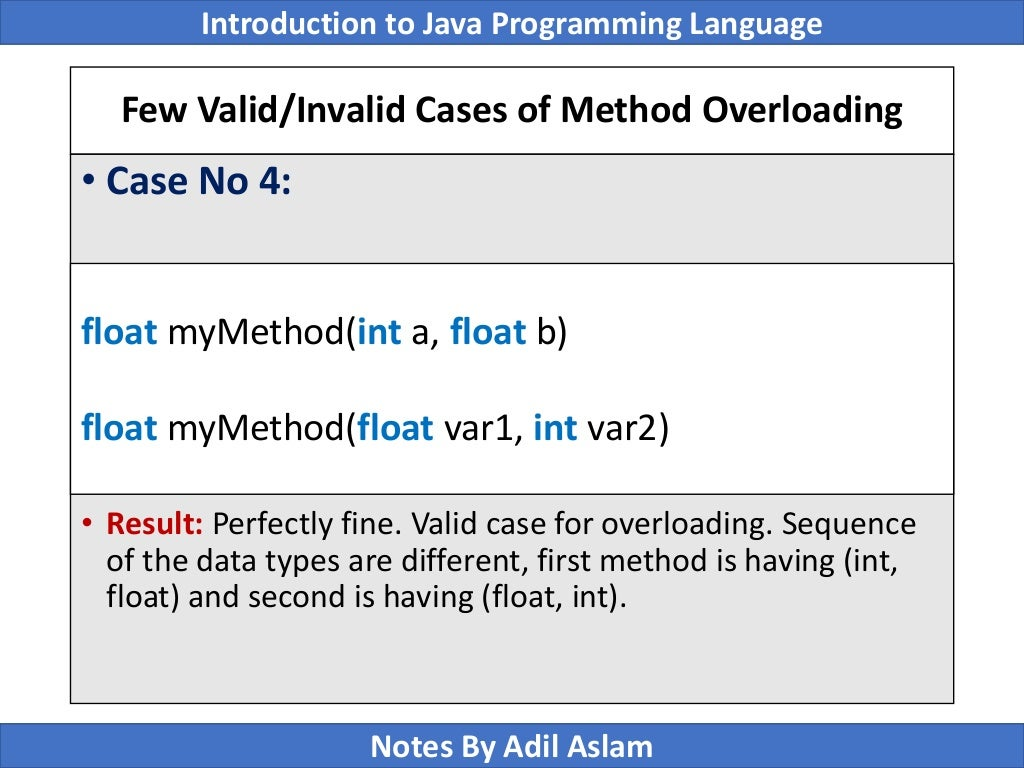 Introduction to Java Programming Language
Few Valid/Invalid Cases of Method Overloading
• Case No 4:
float myMethod(int a, float b)
float myMethod(float var1, int var2)
• Result: Perfectly fine. Valid case for overloading. Sequence
of the data types are different, first method is having (int,
float) and second is having (float, int).
Notes By Adil Aslam